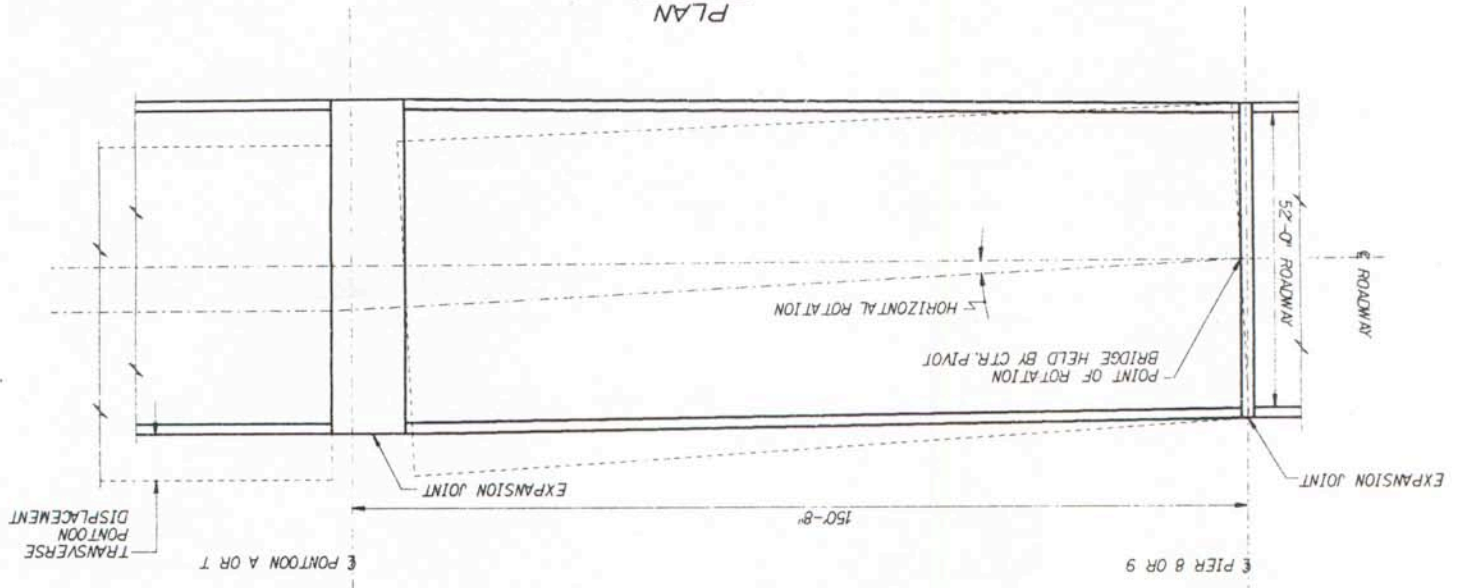 ℄ PIER 8 OR 9
℄ PONTOON A OR T
TRANSVERSE
PONTOON
DISPLACEMENT
150'-8"
EXPANSION JOINT
EXPANSION JOINT
POINT OF ROTATION
BRIDGE HELD BY CTR. PIVOT
HORIZONTAL ROTATION
℄ ROADWAY
52'-0" ROADWAY
PLAN